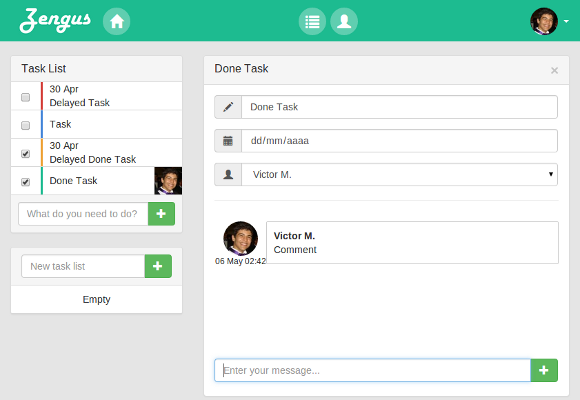 Zengus
Task List
30 Apr
Delayed Task
Task
30 Apr
Delayed Done Task
Done Task
What do you need to do?
New task list
Empty
Done Task
×
Done Task
dd/mm/aaaa
Victor M.
Victor M.
Comment
06 May 02:42
Enter your message...